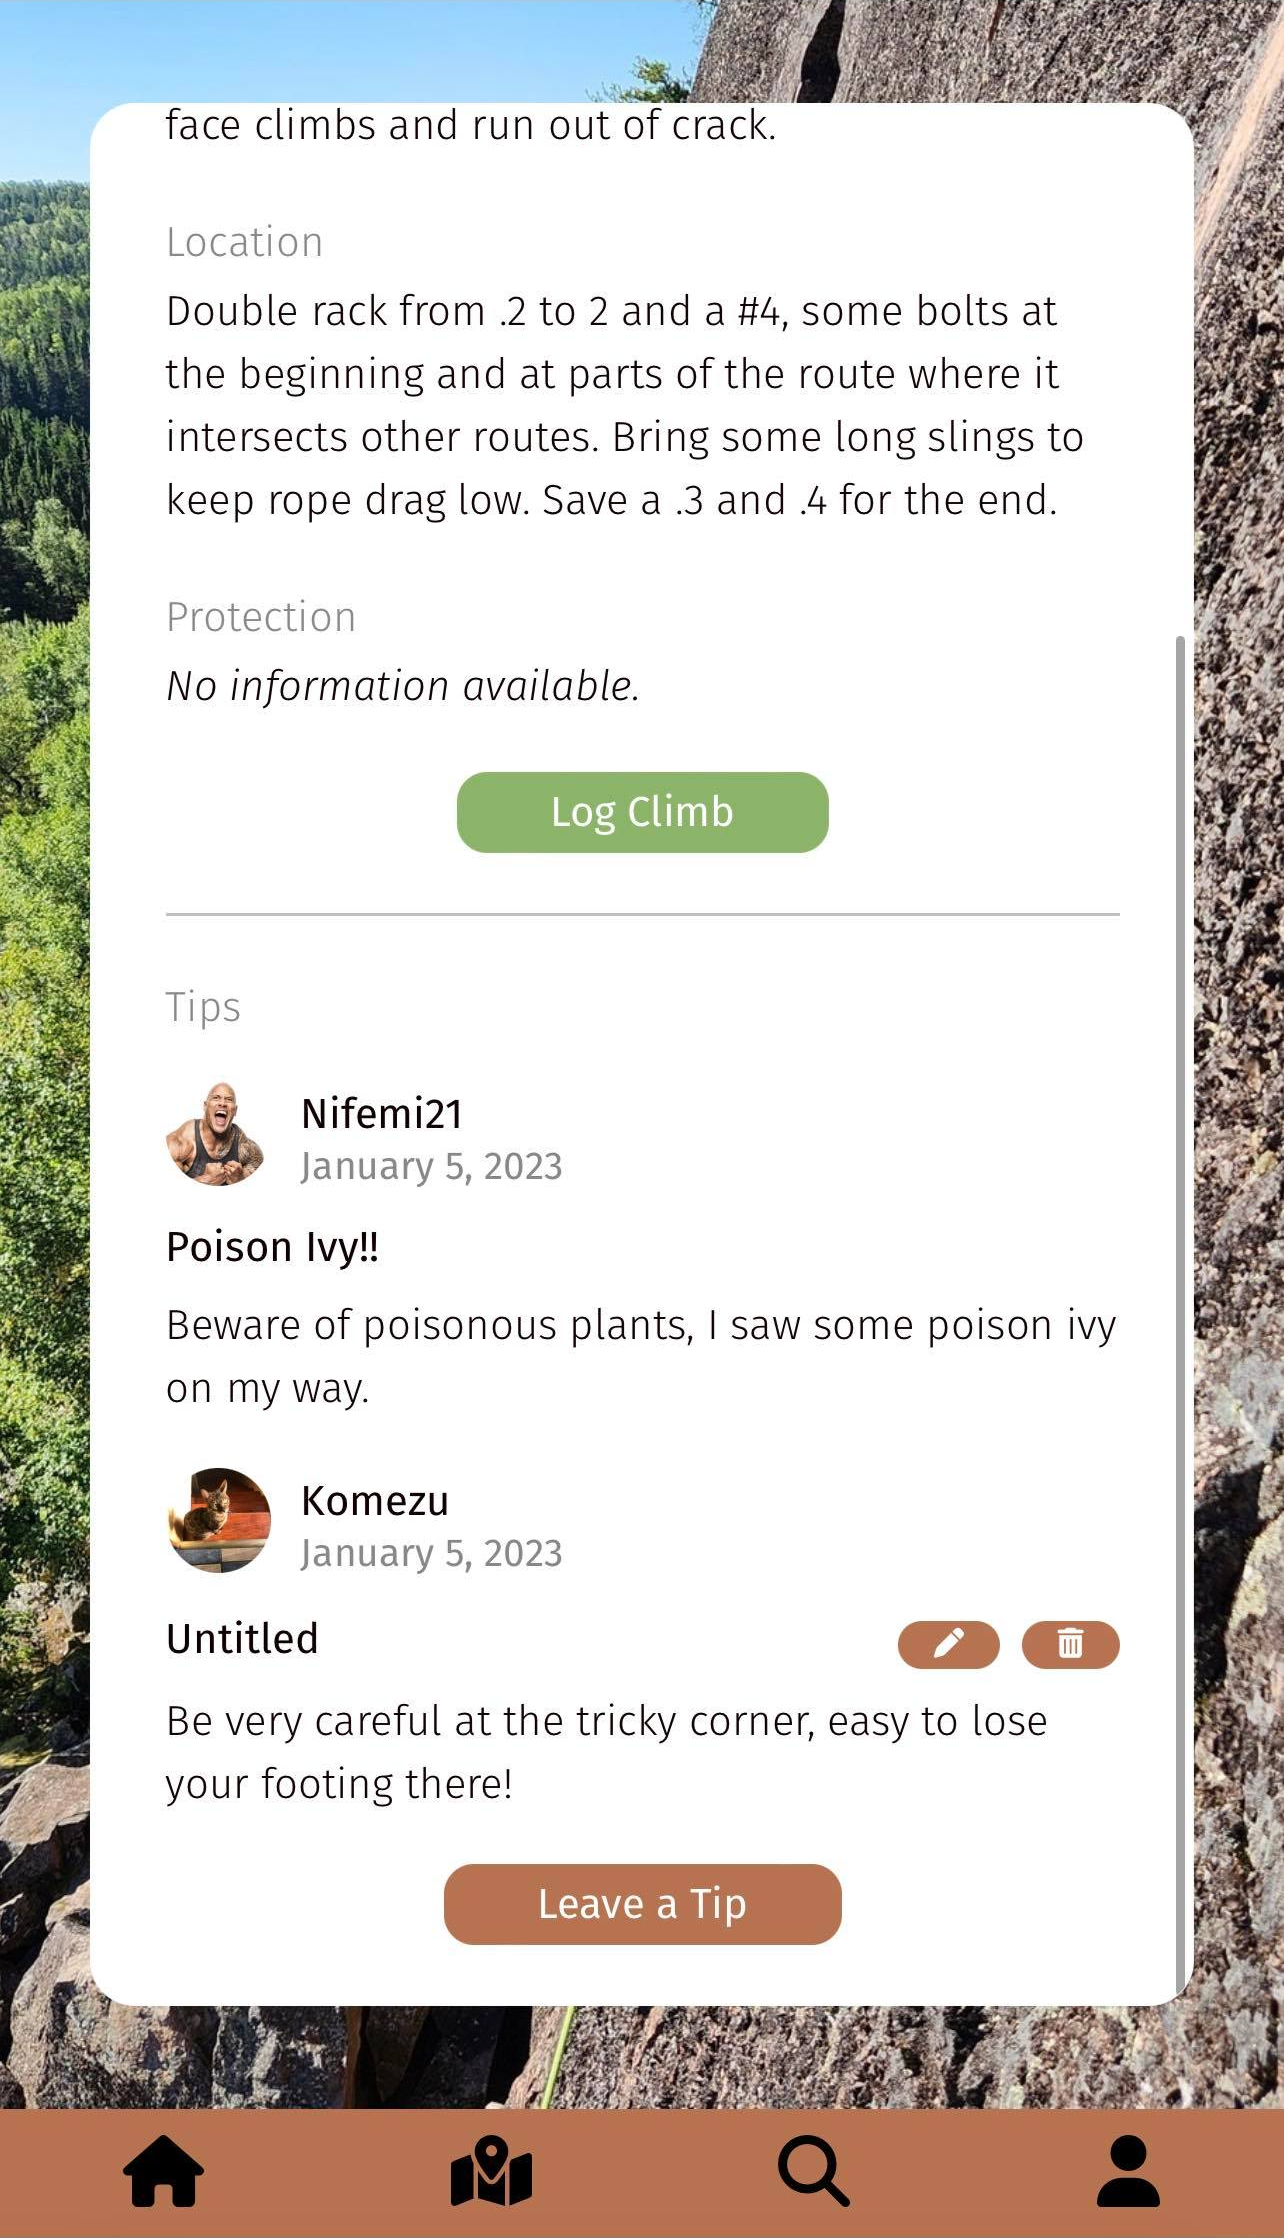 face climbs and run out of crack.
Location
Double rack from .2 to 2 and a #4, some bolts at
the beginning and at parts of the route where it
intersects other routes. Bring some long slings to
keep rope drag low. Save a .3 and .4 for the end.
Protection
No information available.
Log Climb
Tips
Nifemi21
January 5, 2023
Poison Ivy!!
Beware of poisonous plants, I saw some poison ivy
on my way.
Komezu
January 5, 2023
Untitled
Be very careful at the tricky corner, easy to lose
your footing there!
Leave a Tip